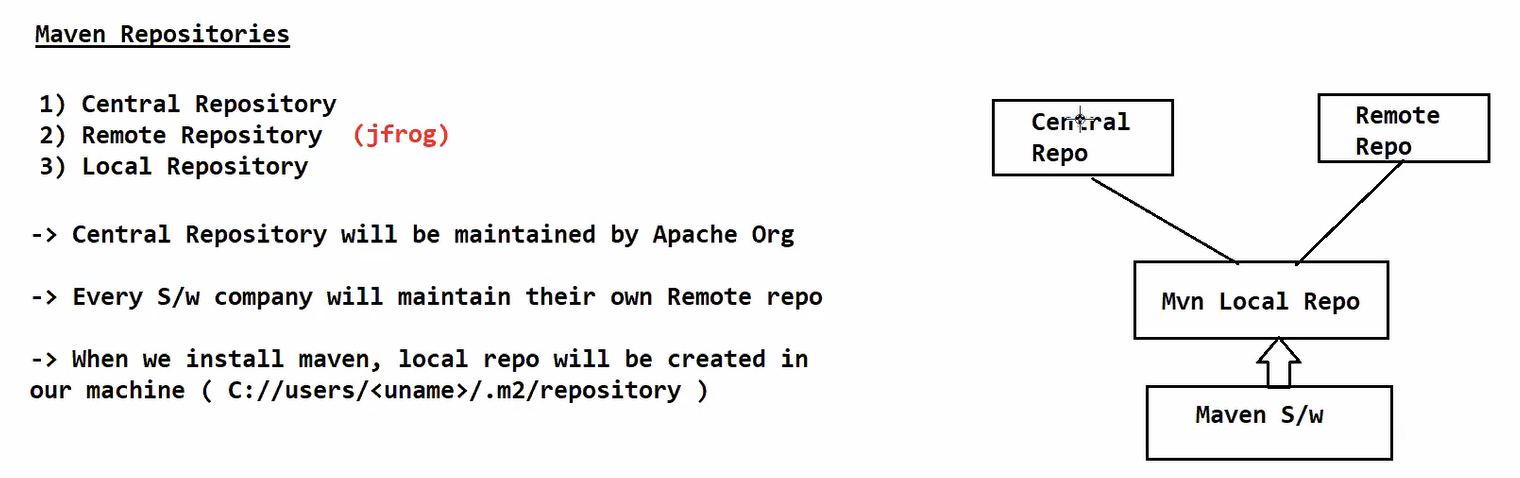 Maven Repositories
1) Central Repository
2) Remote Repository (jfrog)
3) Local Repository
-> Central Repository will be maintained by Apache Org
-> Every S/w company will maintain their own Remote repo
-> When we install maven, local repo will be created in
our machine ( C://users/<uname>/.m2/repository )
Central
Repo
Remote
Repo
Mvn Local Repo
Maven S/w